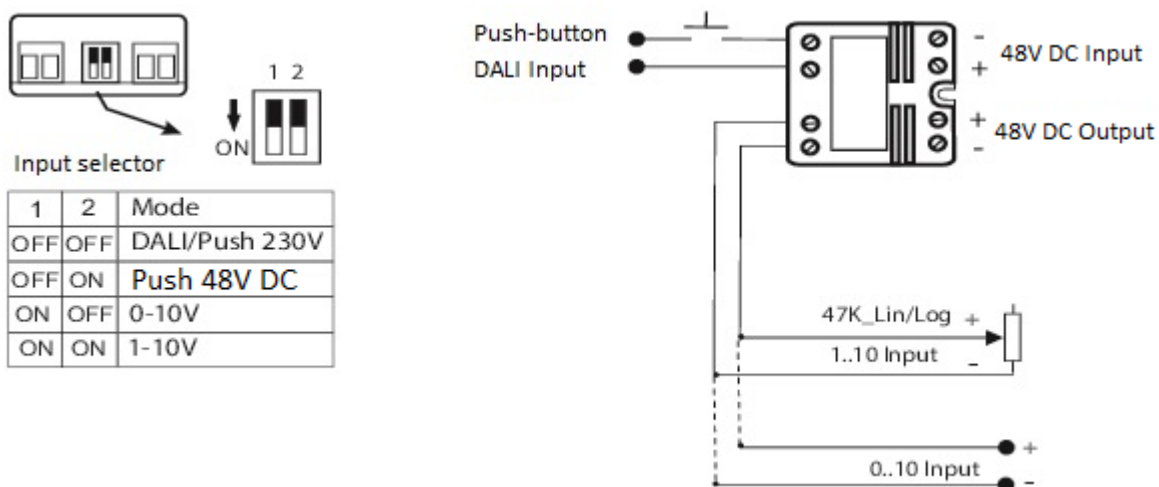 1 2
ON
Input selector
1 2 Mode
OFF OFF DALI/Push 230V
OFF ON Push 48V DC
ON OFF 0-10V
ON ON 1-10V
Push-button
DALI Input
- 48V DC Input
+
+ 48V DC Output
-
47K_Lin/Log +
1..10 Input -
+
0..10 Input
-